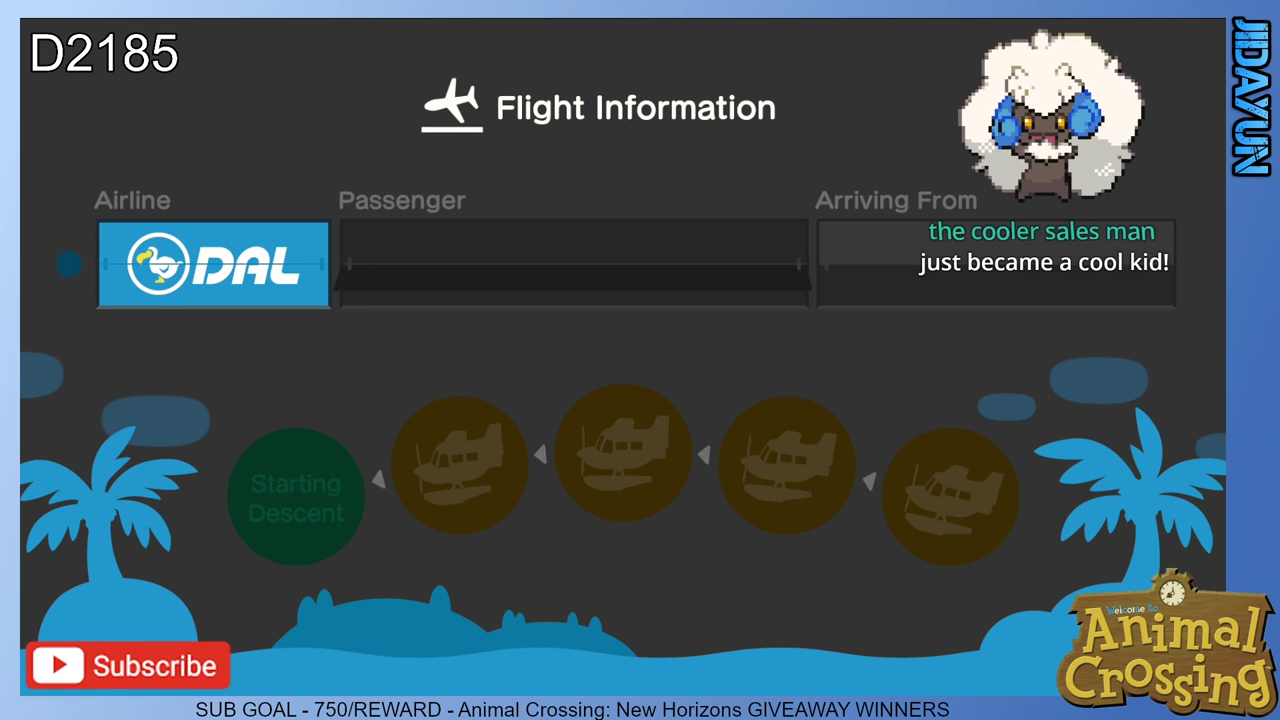 D2185
Flight Information
JIDAVUN
Airline
Passenger
Arriving From
DAL
the cooler sales man
just became a cool kid!
Starting
Descent
Welcome to
Animal
Crossing
Subscribe
SUB GOAL - 750/REWARD - Animal Crossing: New Horizons GIVEAWAY WINNERS